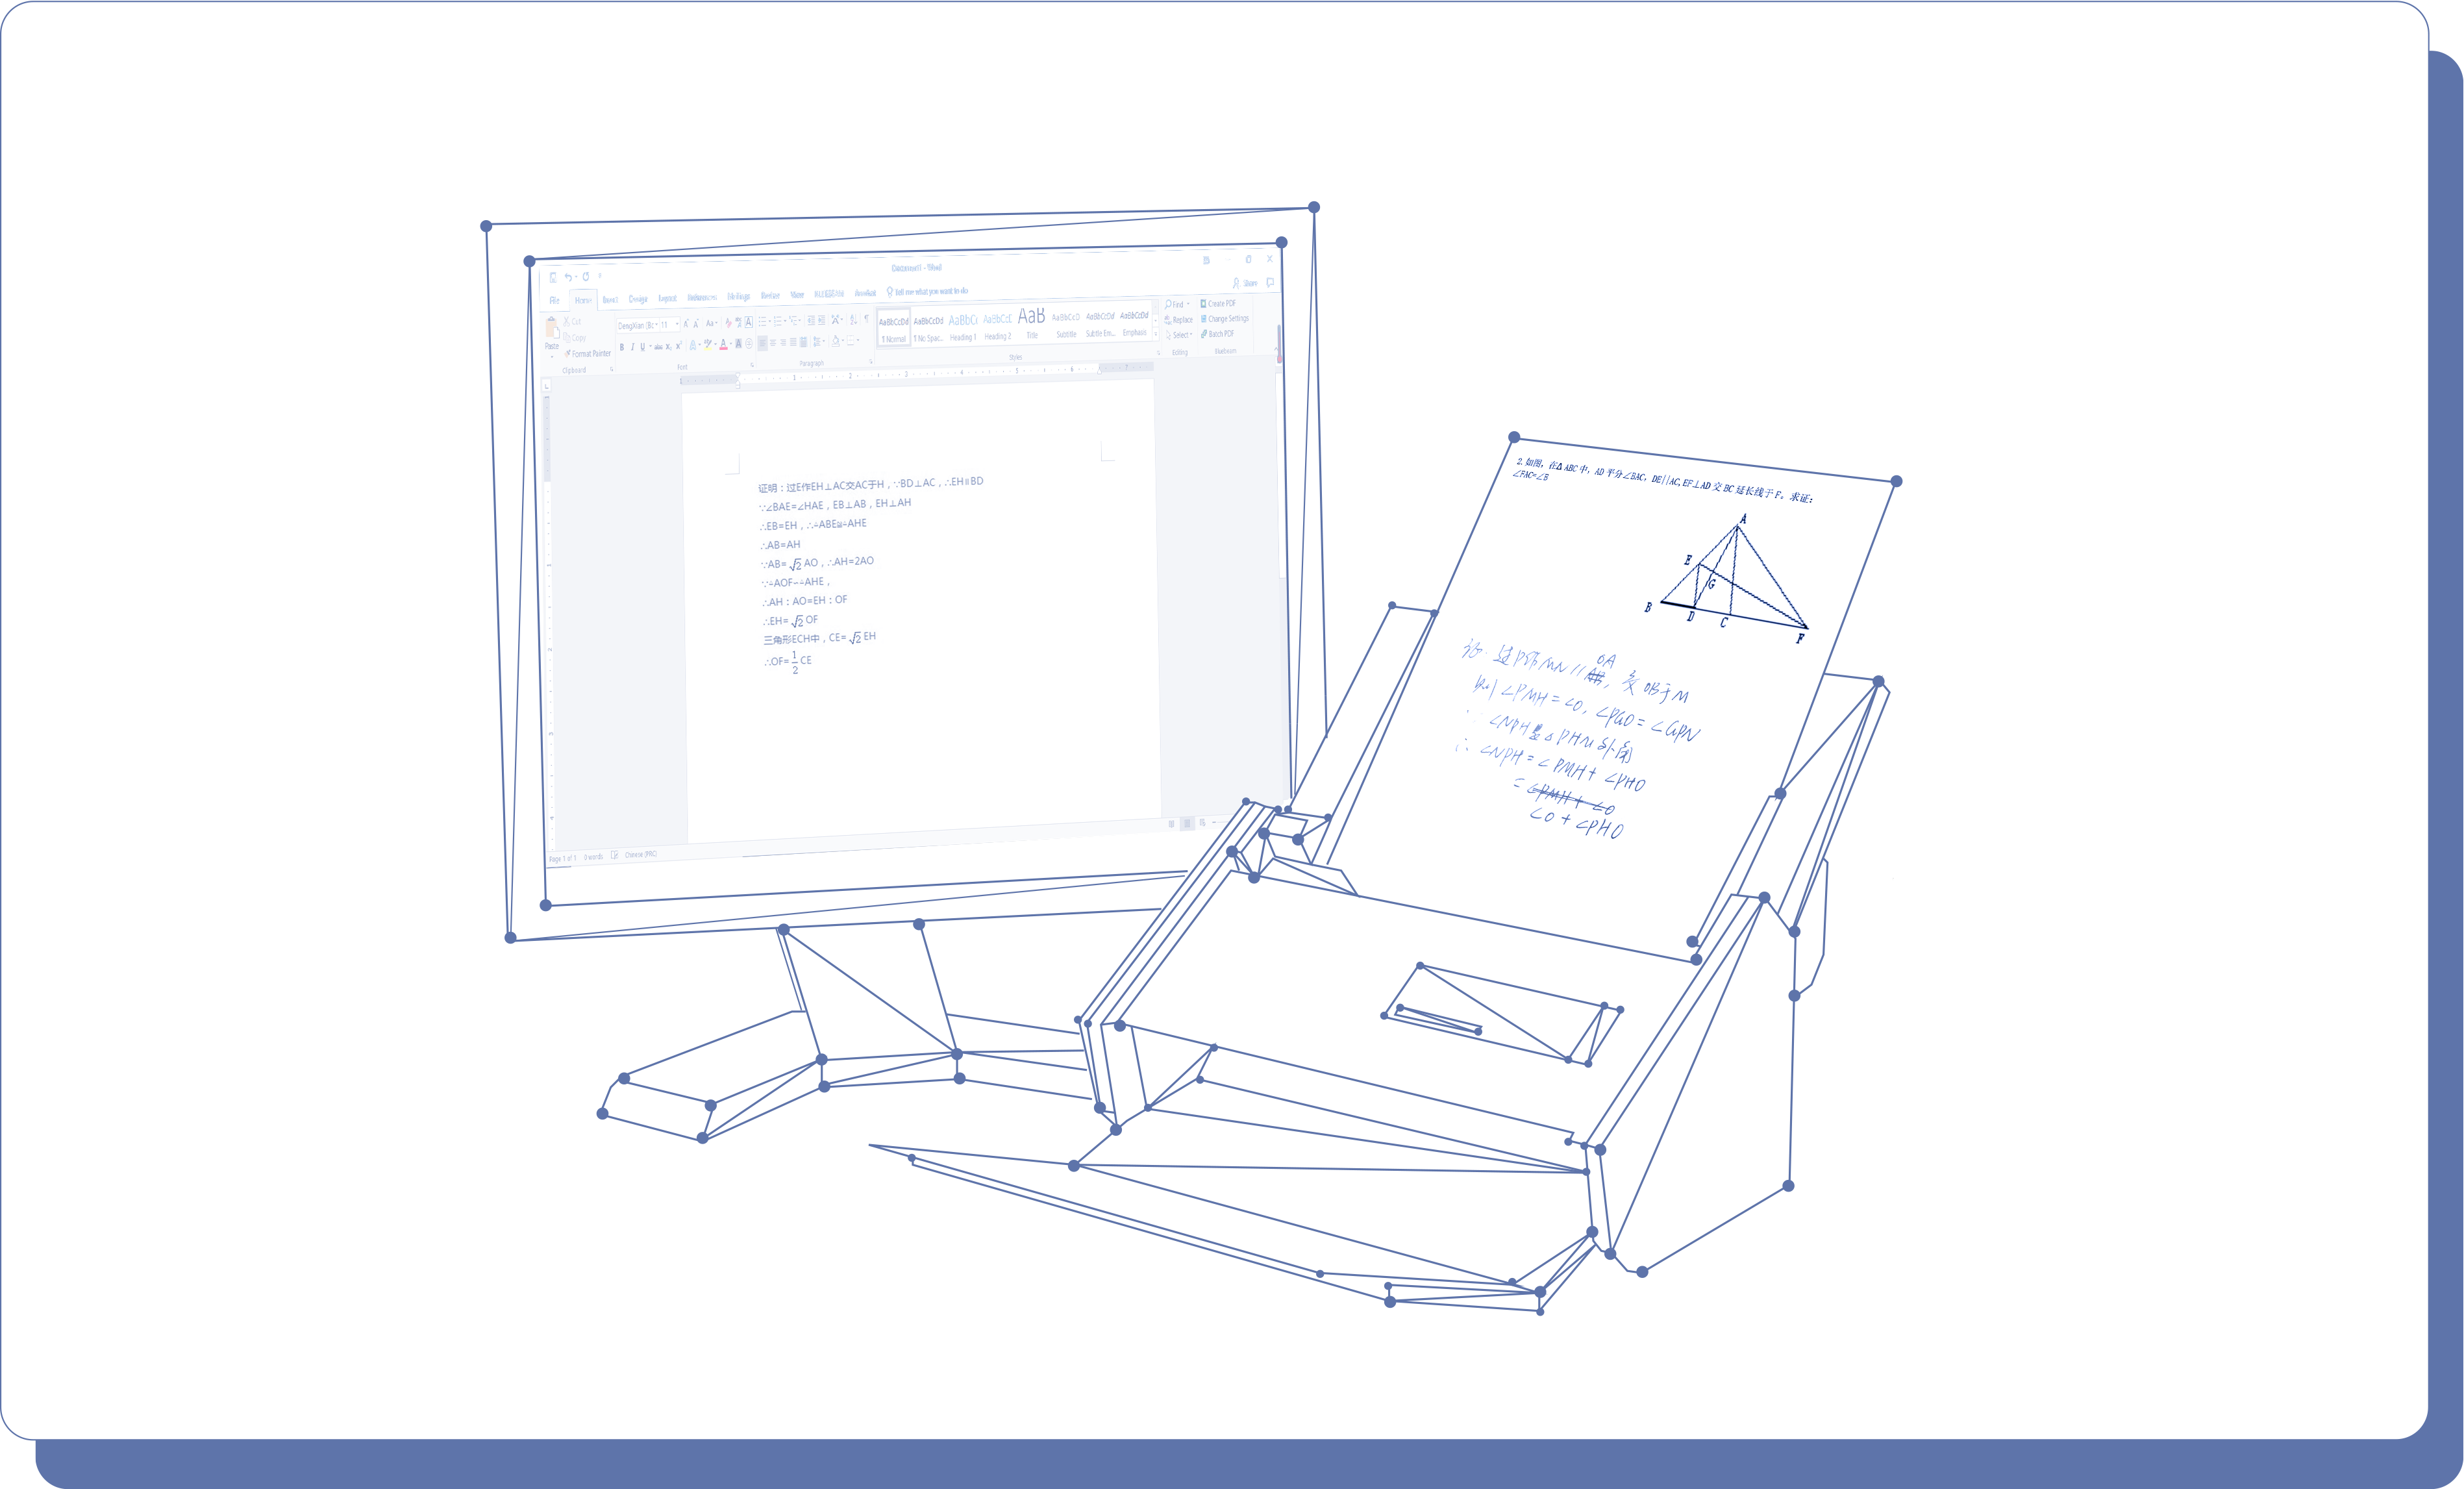 Document1 - Word
File Home Insert Design Layout References Mailings Review View ACROBAT Acrobat Tell me what you want to do Share
Cut
Copy
Paste
Format Painter
Clipboard
DengXian (Bo 11
Font
Paragraph
AaBbCcDd AaBbCcDd AaBbCc AaBbCcC AaB AaBbCcD AaBbCcDd AaBbCcDd
¶ Normal ¶ No Spac... Heading 1 Heading 2 Title Subtitle Subtle Em... Emphasis
Styles
Find
Replace
Select
Editing
Create PDF
Change Settings
Batch PDF
Bluebeam
证明：过E作EH⊥AC交AC于H，∵BD⊥AC，∴EH∥BD
∵∠BAE=∠HAE，EB⊥AB，EH⊥AH
∴EB=EH，∴△ABE≌△AHE
∴AB=AH
∵AB=√2 AO，∴AH=2AO
∵△AOF∽△AHE，
∴AH：AO=EH：OF
∴EH=√2 OF
三角形ECH中，CE=√2 EH
∴OF=1/2 CE
Page 1 of 1 0 words Chinese (PRC)
2. 如图，在Δ ABC 中，AD 平分∠BAC，DE//AC, EF⊥AD 交 BC 延长线于 F。求证：
∠FAC=∠B
A
E
G
B
D
C
F
过P作MN // OA, 交OB于M
则∠PMH=∠O, ∠PGO=∠GPN
∵ ∠NPH是△PHM外角
∴ ∠NPH=∠PMH+∠PHO
= ∠PMH+∠O
∠O+∠PHO